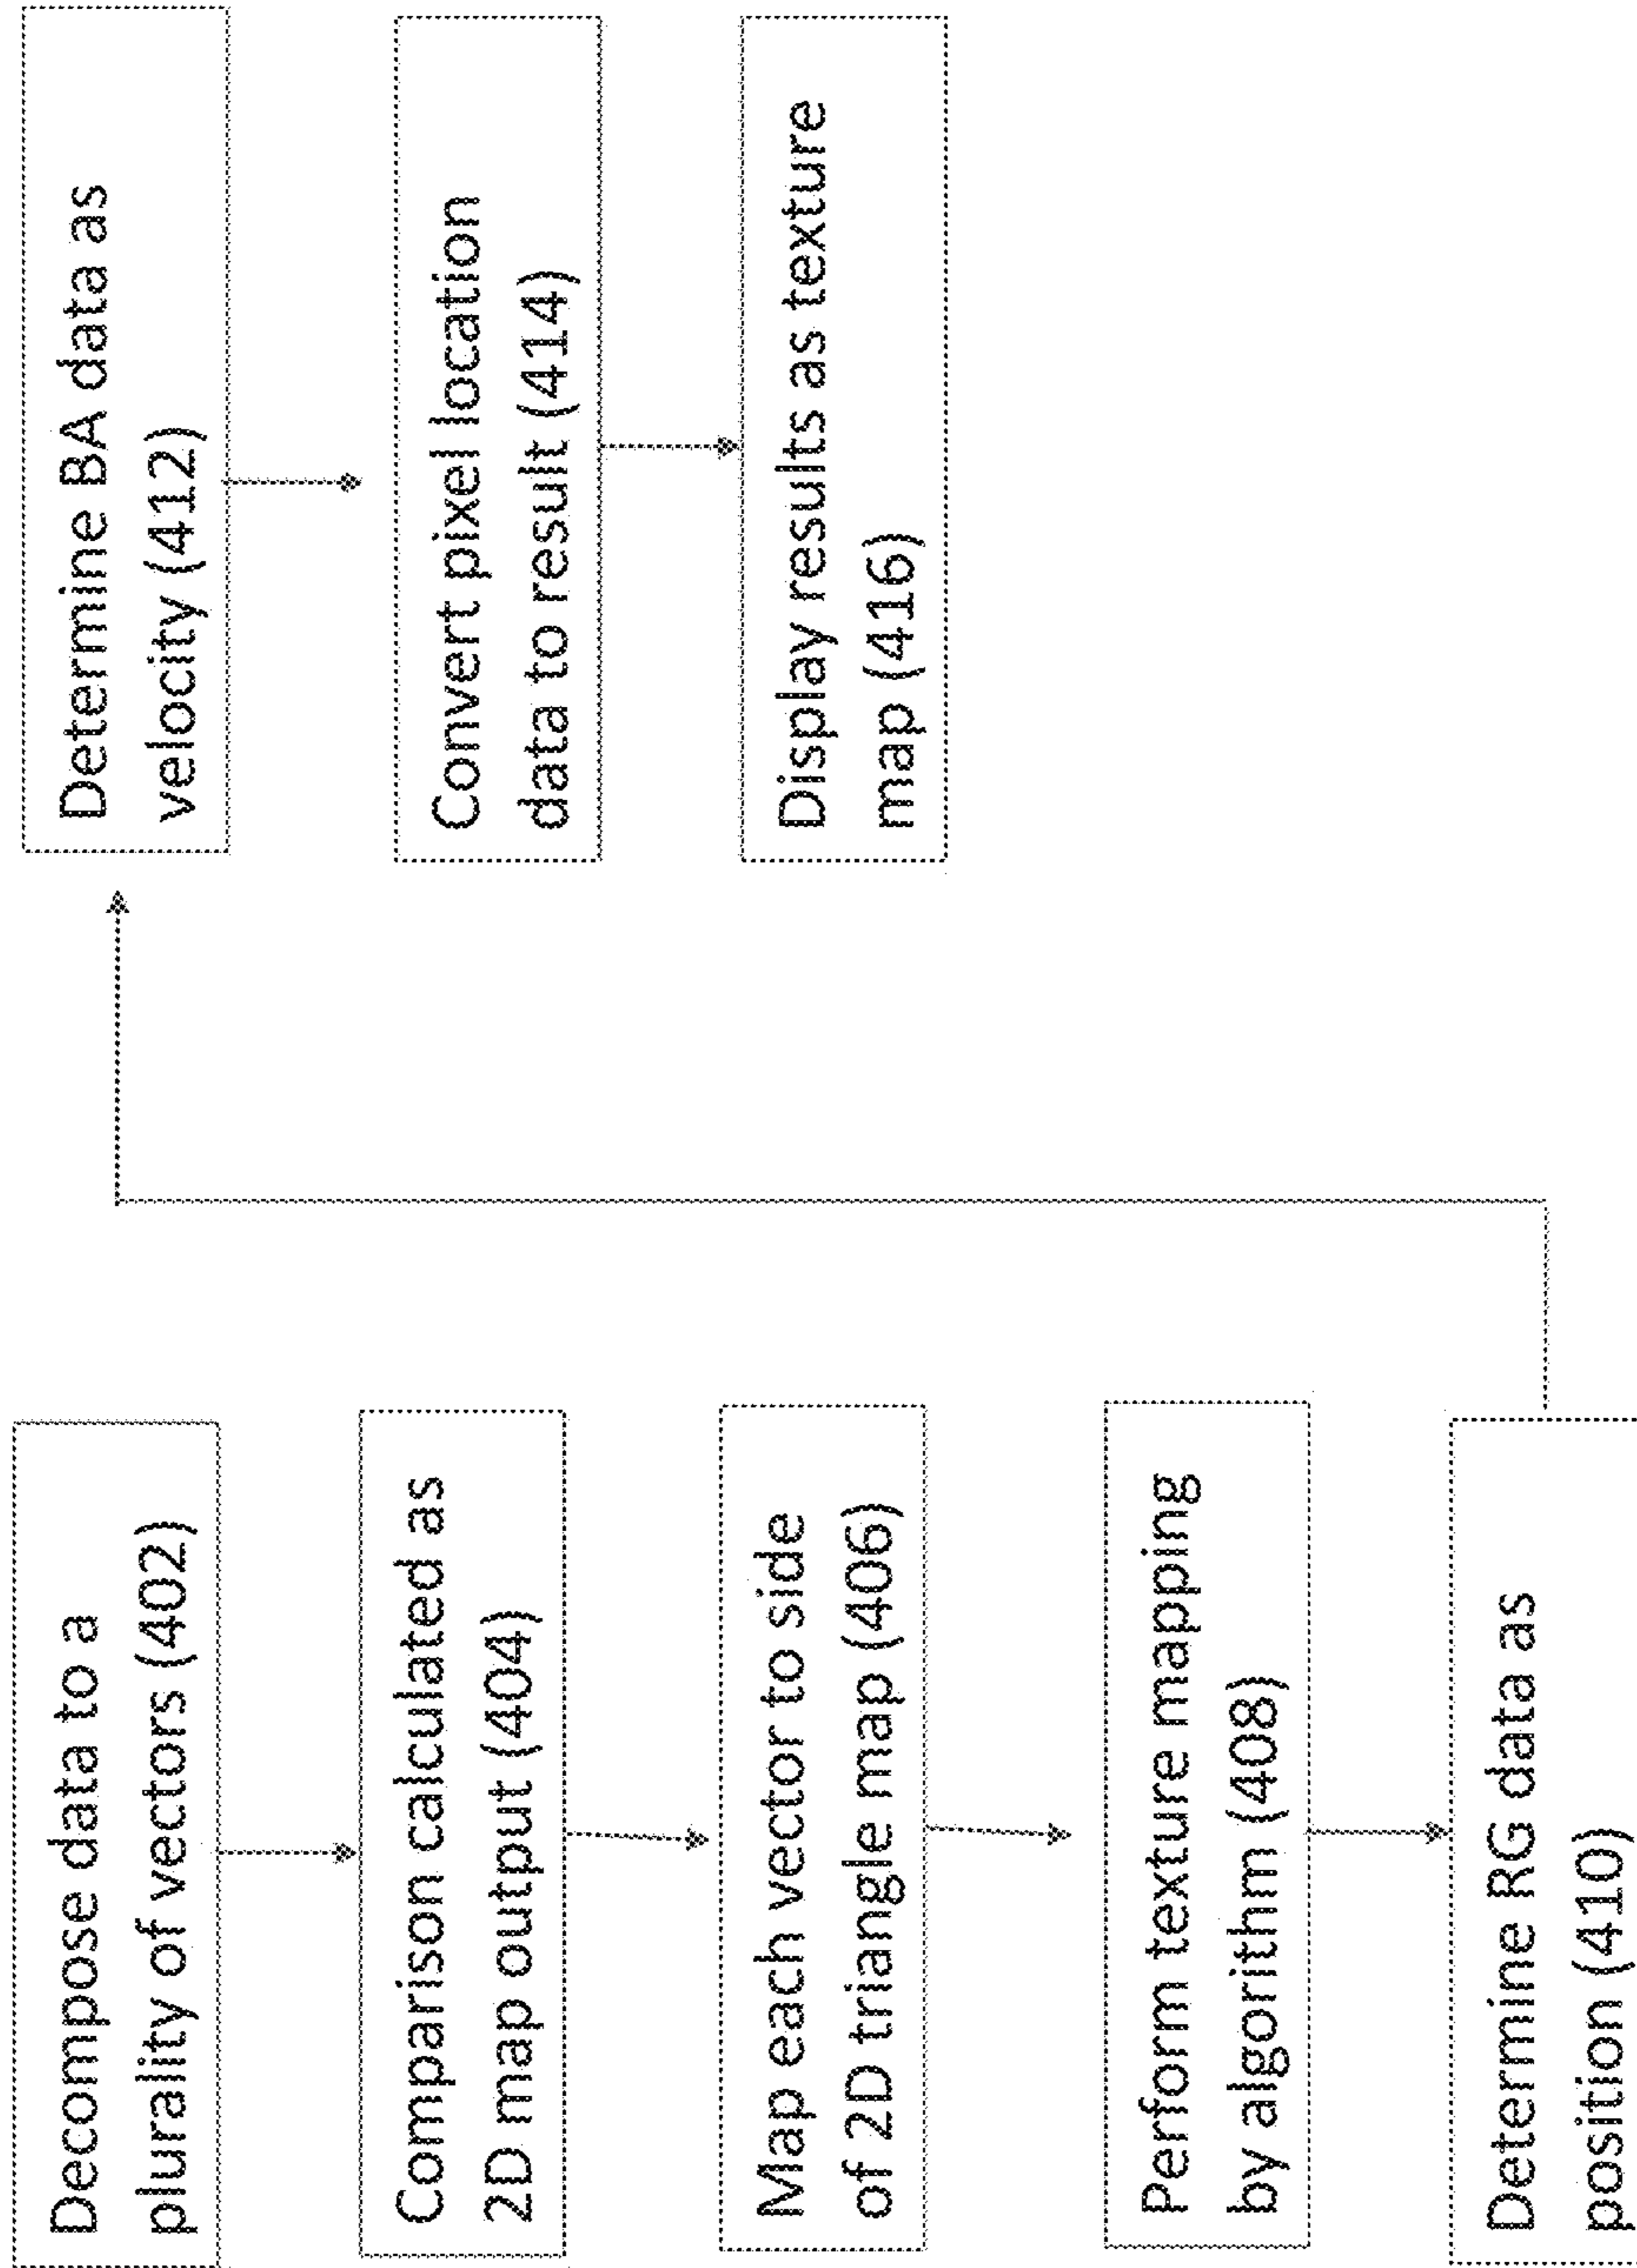 Decompose data to a
plurality of vectors (402)
Comparison calculated as
2D map output (404)
Map each vector to side
of 2D triangle map (406)
Perform texture mapping
by algorithm (408)
Determine RG data as
position (410)
Determine BA data as
velocity (412)
Convert pixel location
data to result (414)
Display results as texture
map (416)